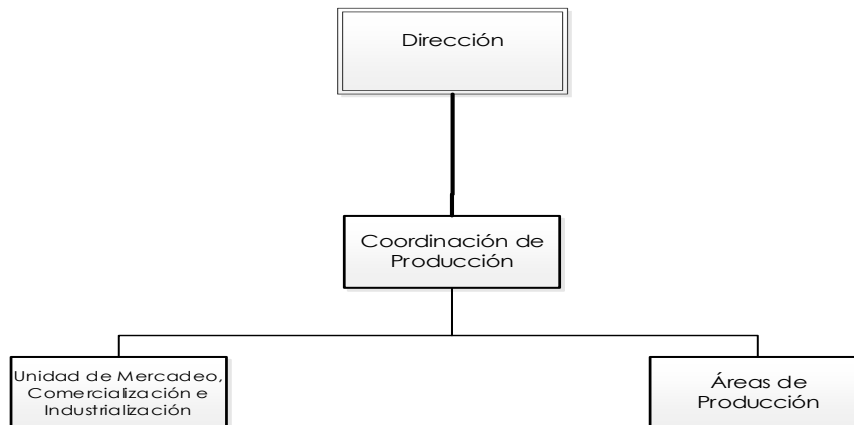 Dirección
Coordinación de
Producción
Unidad de Mercadeo,
Comercialización e
Industrialización
Áreas de
Producción